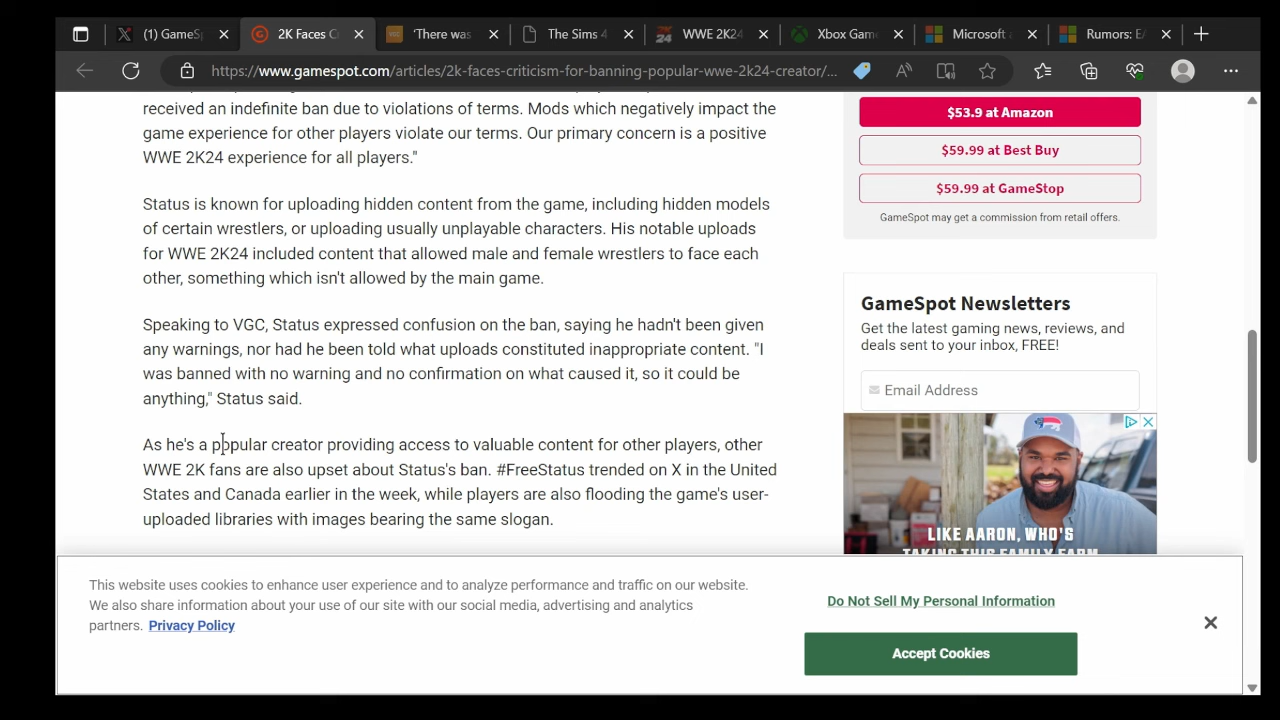 (1) GameSp
2K Faces C
'There was
The Sims 4
WWE 2K24
Xbox Gam
Microsoft
Rumors: EA
https://www.gamespot.com/articles/2k-faces-criticism-for-banning-popular-wwe-2k24-creator/...
received an indefinite ban due to violations of terms. Mods which negatively impact the
game experience for other players violate our terms. Our primary concern is a positive
WWE 2K24 experience for all players."
Status is known for uploading hidden content from the game, including hidden models
of certain wrestlers, or uploading usually unplayable characters. His notable uploads
for WWE 2K24 included content that allowed male and female wrestlers to face each
other, something which isn't allowed by the main game.
Speaking to VGC, Status expressed confusion on the ban, saying he hadn't been given
any warnings, nor had he been told what uploads constituted inappropriate content. "I
was banned with no warning and no confirmation on what caused it, so it could be
anything," Status said.
As he's a popular creator providing access to valuable content for other players, other
WWE 2K fans are also upset about Status's ban. #FreeStatus trended on X in the United
States and Canada earlier in the week, while players are also flooding the game's user-
uploaded libraries with images bearing the same slogan.
$53.9 at Amazon
$59.99 at Best Buy
$59.99 at GameStop
GameSpot may get a commission from retail offers.
GameSpot Newsletters
Get the latest gaming news, reviews, and
deals sent to your inbox, FREE!
Email Address
LIKE AARON, WHO'S
TAKING THIS FAMILY FARM
This website uses cookies to enhance user experience and to analyze performance and traffic on our website.
We also share information about your use of our site with our social media, advertising and analytics
partners. Privacy Policy
Do Not Sell My Personal Information
Accept Cookies